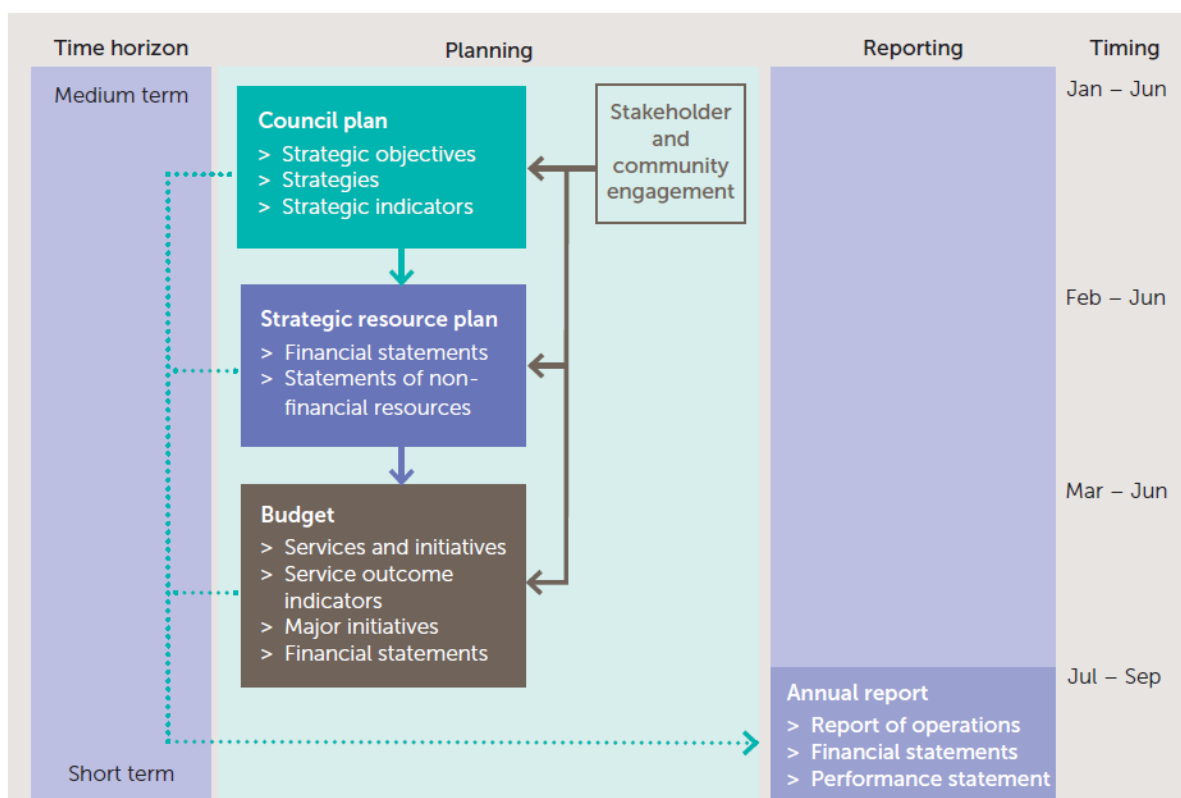 Time horizon
Planning
Reporting
Timing
Medium term
Jan – Jun
Council plan
> Strategic objectives
> Strategies
> Strategic indicators
Stakeholder
and
community
engagement
Feb – Jun
Strategic resource plan
> Financial statements
> Statements of non-
financial resources
Mar – Jun
Budget
> Services and initiatives
> Service outcome
indicators
> Major initiatives
> Financial statements
Jul – Sep
Annual report
> Report of operations
> Financial statements
> Performance statement
Short term